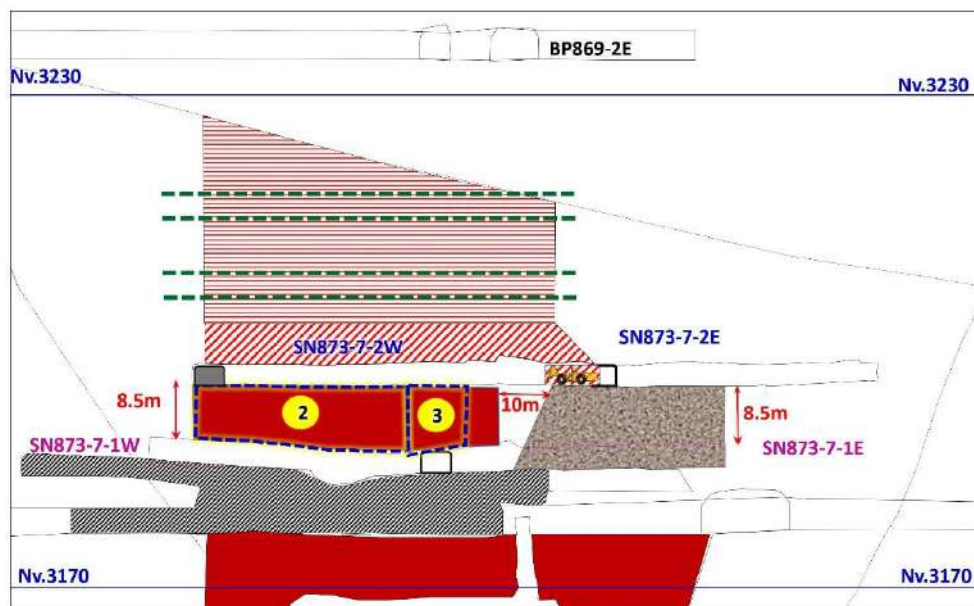 BP869-2E
Nv.3230
Nv.3230
SN873-7-2W
SN873-7-2E
8.5m
2
3
10m
8.5m
SN873-7-1W
SN873-7-1E
Nv.3170
Nv.3170